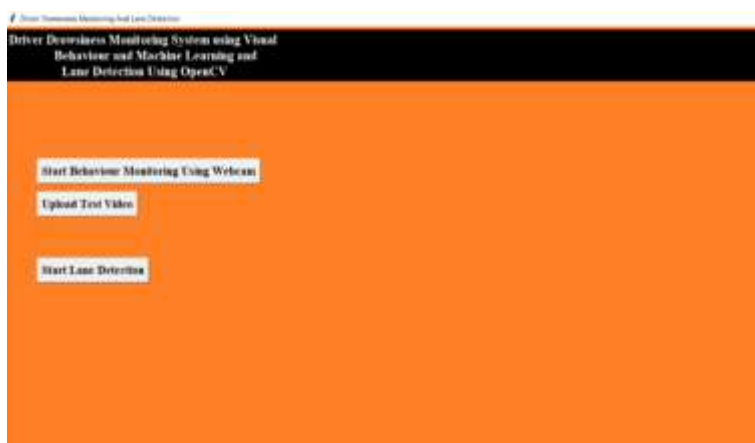 Driver Drowsiness Monitoring And Lane Detection
Driver Drowsiness Monitoring System using Visual
Behaviour and Machine Learning and
Lane Detection Using OpenCV
Start Behaviour Monitoring Using Webcam
Upload Test Video
Start Lane Detection